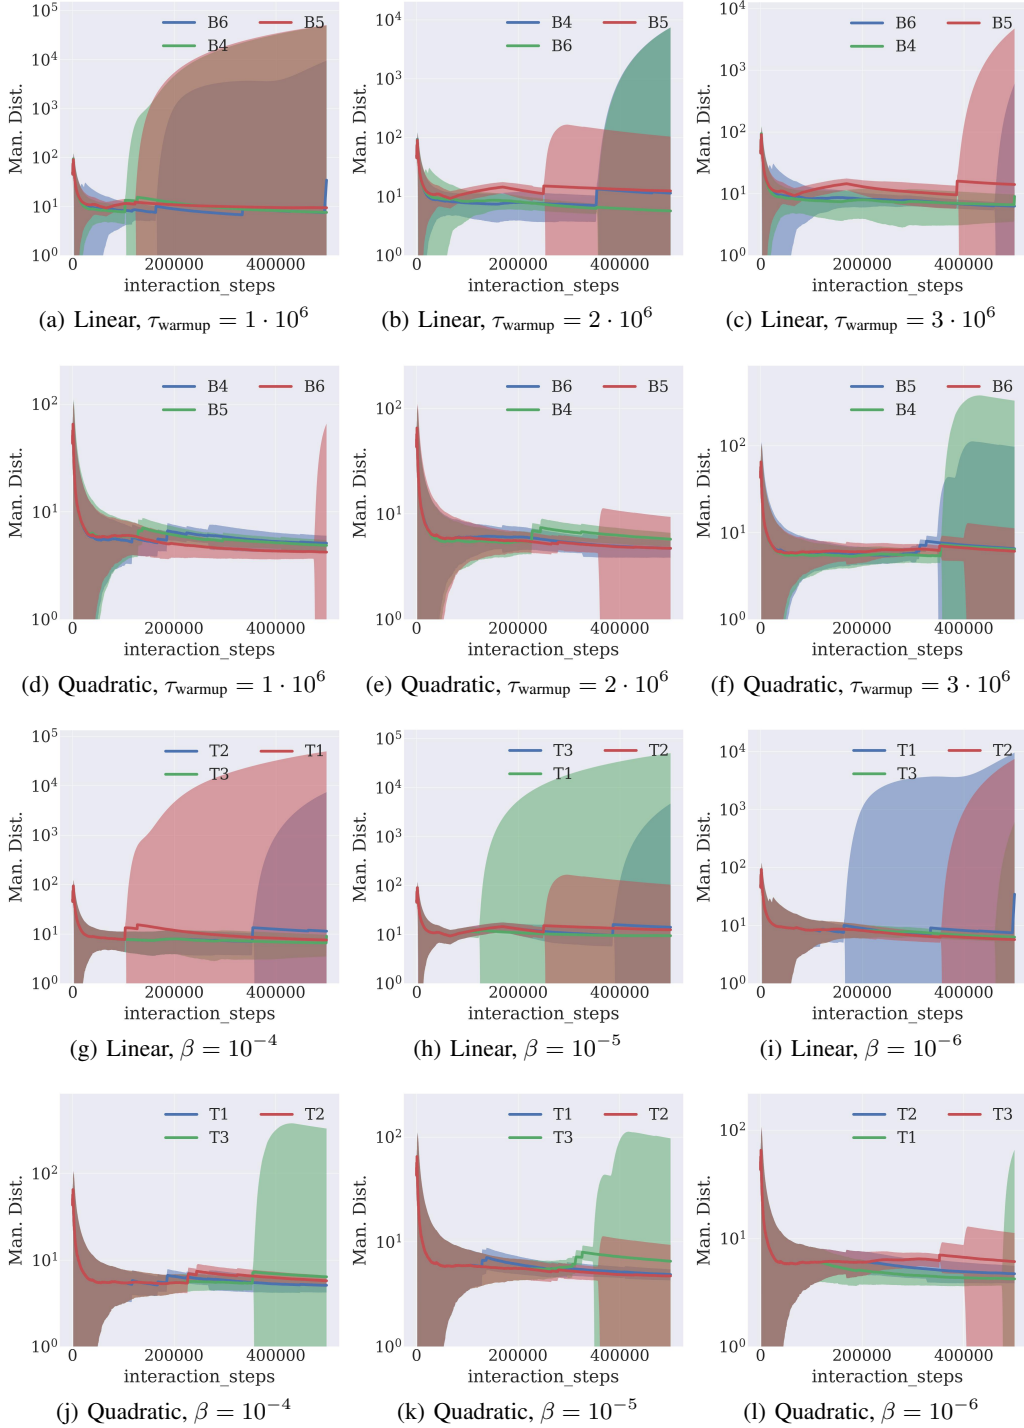 B6 B5
B4
10^5
10^4
10^3
10^2
10^1
10^0
Man. Dist.
0 200000 400000
interaction_steps
(a) Linear, τ_warmup = 1 · 10^6
B4 B5
B6
10^4
10^3
10^2
10^1
10^0
Man. Dist.
0 200000 400000
interaction_steps
(b) Linear, τ_warmup = 2 · 10^6
B6 B5
B4
10^4
10^3
10^2
10^1
10^0
Man. Dist.
0 200000 400000
interaction_steps
(c) Linear, τ_warmup = 3 · 10^6
B4 B6
B5
10^2
10^1
10^0
Man. Dist.
0 200000 400000
interaction_steps
(d) Quadratic, τ_warmup = 1 · 10^6
B6 B5
B4
10^2
10^1
10^0
Man. Dist.
0 200000 400000
interaction_steps
(e) Quadratic, τ_warmup = 2 · 10^6
B5 B6
B4
10^2
10^1
10^0
Man. Dist.
0 200000 400000
interaction_steps
(f) Quadratic, τ_warmup = 3 · 10^6
T2 T1
T3
10^5
10^4
10^3
10^2
10^1
10^0
Man. Dist.
0 200000 400000
interaction_steps
(g) Linear, β = 10^−4
T3 T2
T1
10^5
10^4
10^3
10^2
10^1
10^0
Man. Dist.
0 200000 400000
interaction_steps
(h) Linear, β = 10^−5
T1 T2
T3
10^4
10^3
10^2
10^1
10^0
Man. Dist.
0 200000 400000
interaction_steps
(i) Linear, β = 10^−6
T1 T2
T3
10^2
10^1
10^0
Man. Dist.
0 200000 400000
interaction_steps
(j) Quadratic, β = 10^−4
T1 T2
T3
10^2
10^1
10^0
Man. Dist.
0 200000 400000
interaction_steps
(k) Quadratic, β = 10^−5
T2 T3
T1
10^2
10^1
10^0
Man. Dist.
0 200000 400000
interaction_steps
(l) Quadratic, β = 10^−6